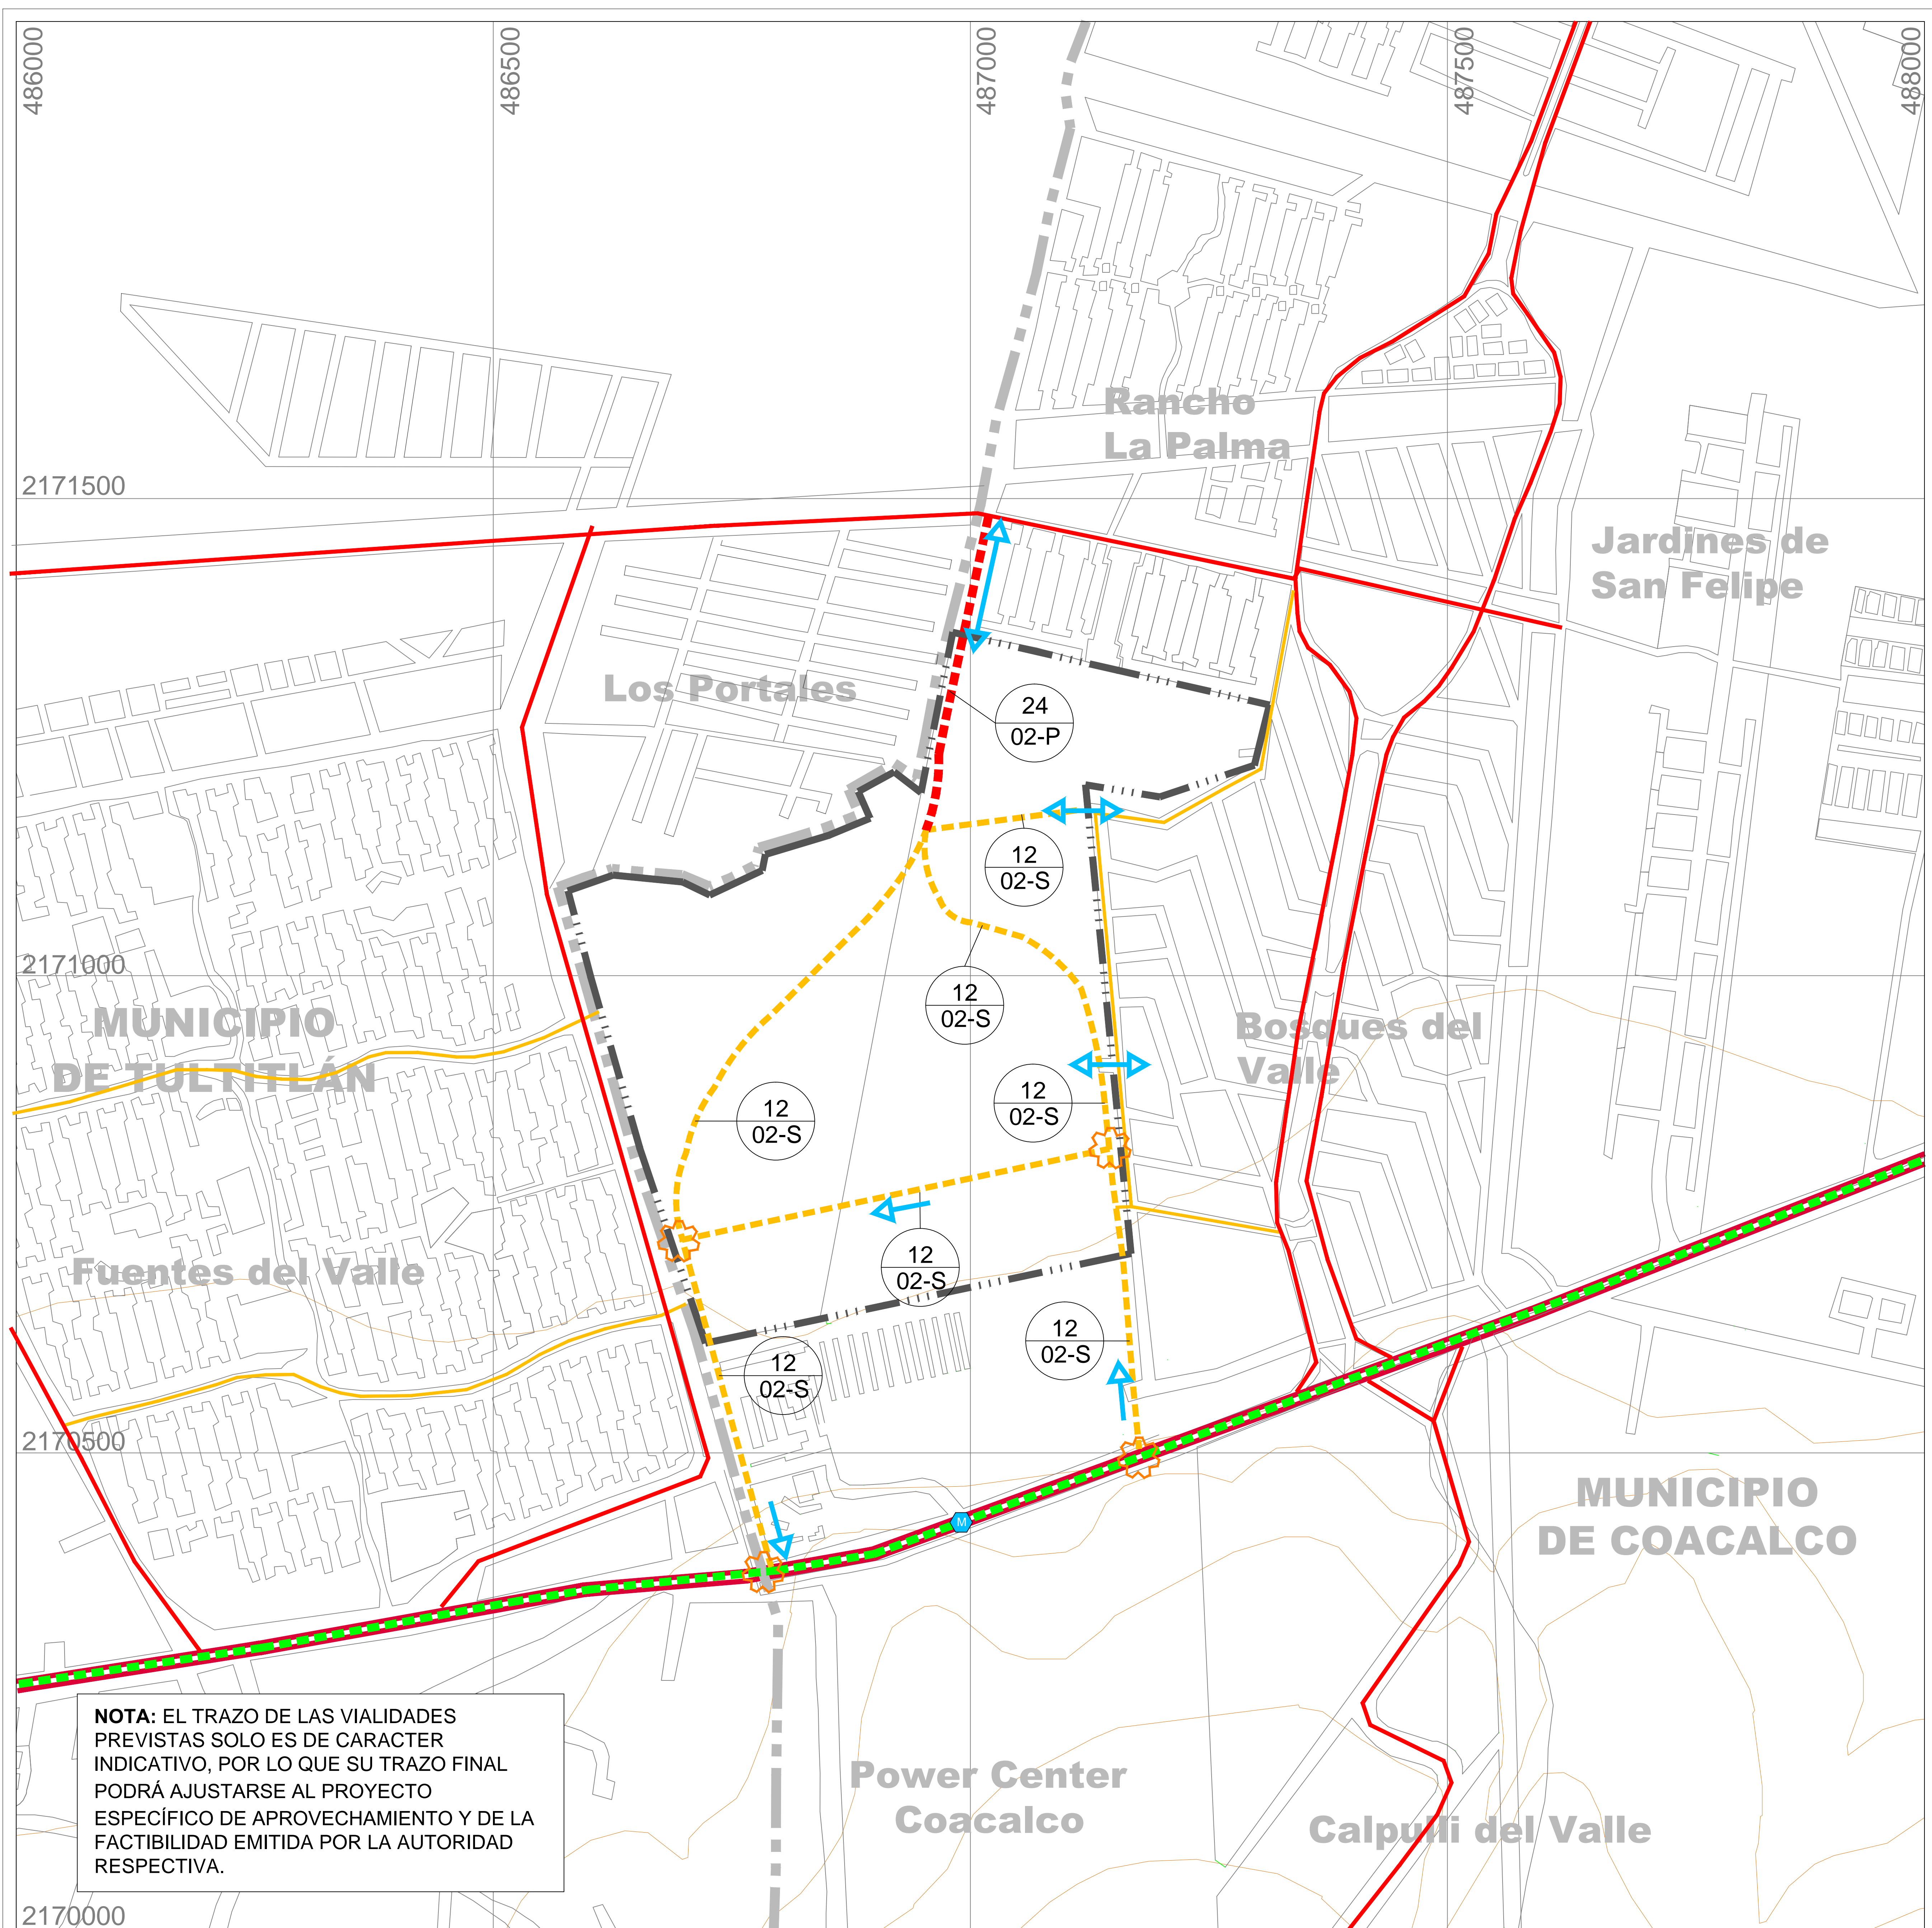 486000
486500
487000
487500
488000
Rancho
La Palma
2171500
Jardines de
San Felipe
Los Portales
24
02-P
12
02-S
2171000
12
02-S
MUNICIPIO
DE TULTITLÁN
Bosques del
Valle
12
02-S
12
02-S
Fuentes del Valle
12
02-S
12
02-S
12
02-S
2170500
MUNICIPIO
DE COACALCO
M
NOTA: EL TRAZO DE LAS VIALIDADES
PREVISTAS SOLO ES DE CARACTER
INDICATIVO, POR LO QUE SU TRAZO FINAL
PODRÁ AJUSTARSE AL PROYECTO
ESPECÍFICO DE APROVECHAMIENTO Y DE LA
FACTIBILIDAD EMITIDA POR LA AUTORIDAD
RESPECTIVA.
Power Center
Coacalco
Calpulli del Valle
2170000